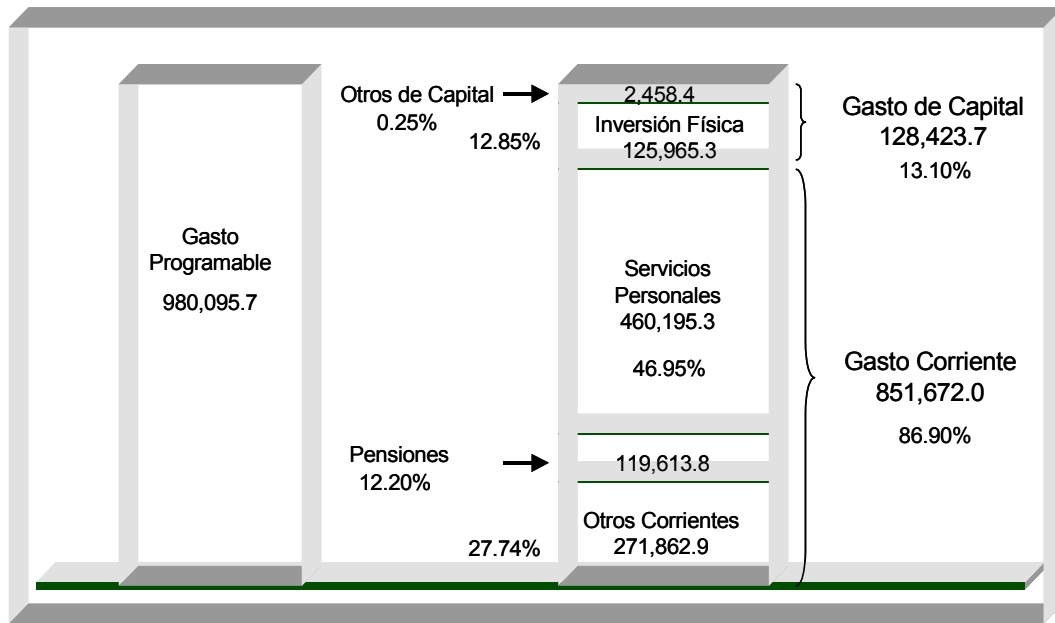 Gasto
Programable
980,095.7
Otros de Capital
0.25%
12.85%
2,458.4
Inversión Física
125,965.3
Gasto de Capital
128,423.7
13.10%
Servicios
Personales
460,195.3
46.95%
Gasto Corriente
851,672.0
86.90%
Pensiones
12.20%
119,613.8
Otros Corrientes
271,862.9
27.74%